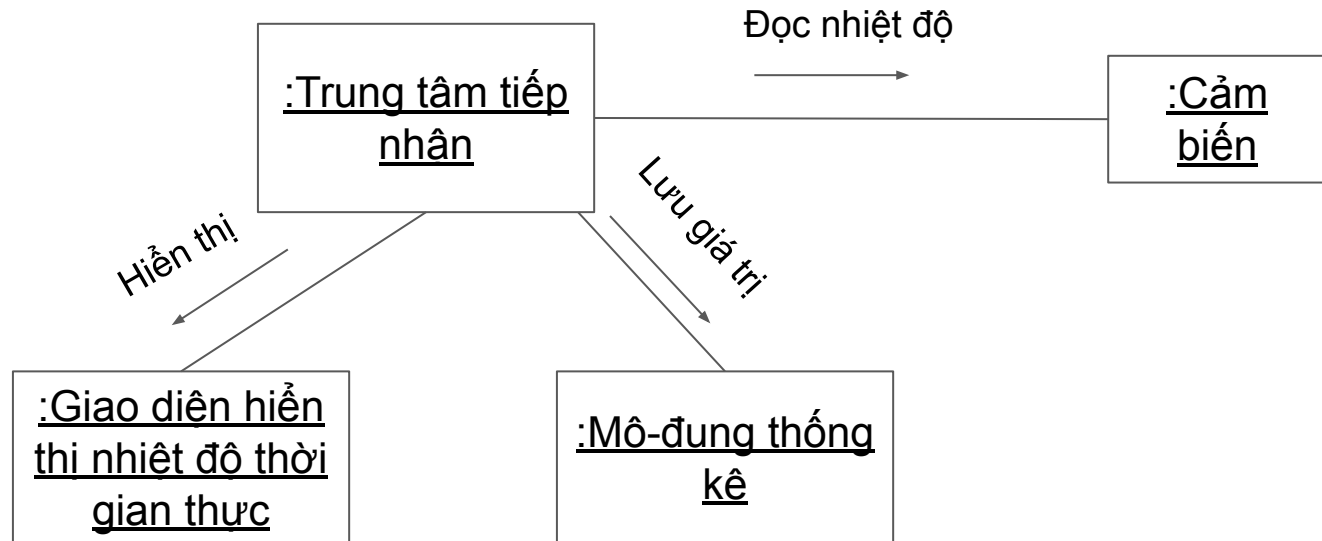 Đọc nhiệt độ
:Trung tâm tiếp
nhận
:Cảm
biến
Hiển thị
Lưu giá trị
:Giao diện hiển
thị nhiệt độ thời
gian thực
:Mô-đung thống
kê